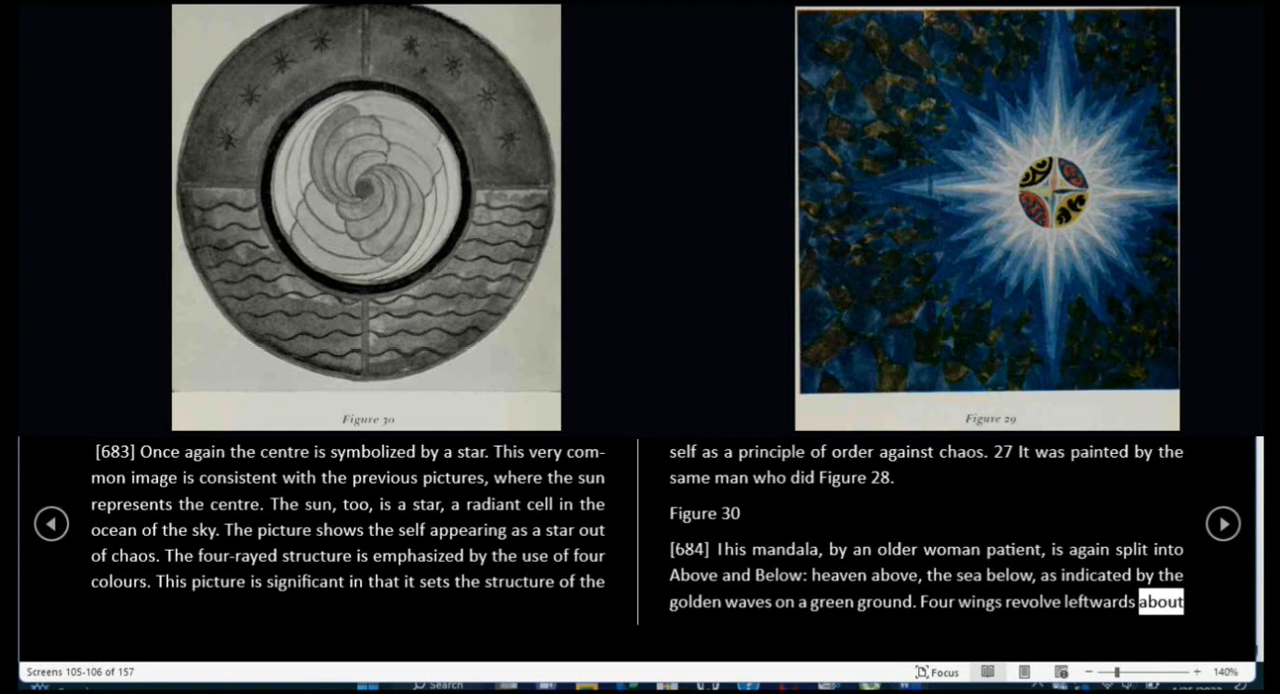 Figure 30
Figure 29
[683] Once again the centre is symbolized by a star. This very com-
mon image is consistent with the previous pictures, where the sun
represents the centre. The sun, too, is a star, a radiant cell in the
ocean of the sky. The picture shows the self appearing as a star out
of chaos. The four-rayed structure is emphasized by the use of four
colours. This picture is significant in that it sets the structure of the
self as a principle of order against chaos. 27 It was painted by the
same man who did Figure 28.
Figure 30
[684] This mandala, by an older woman patient, is again split into
Above and Below: heaven above, the sea below, as indicated by the
golden waves on a green ground. Four wings revolve leftwards about
Screens 105-106 of 157
Focus
140%
Search